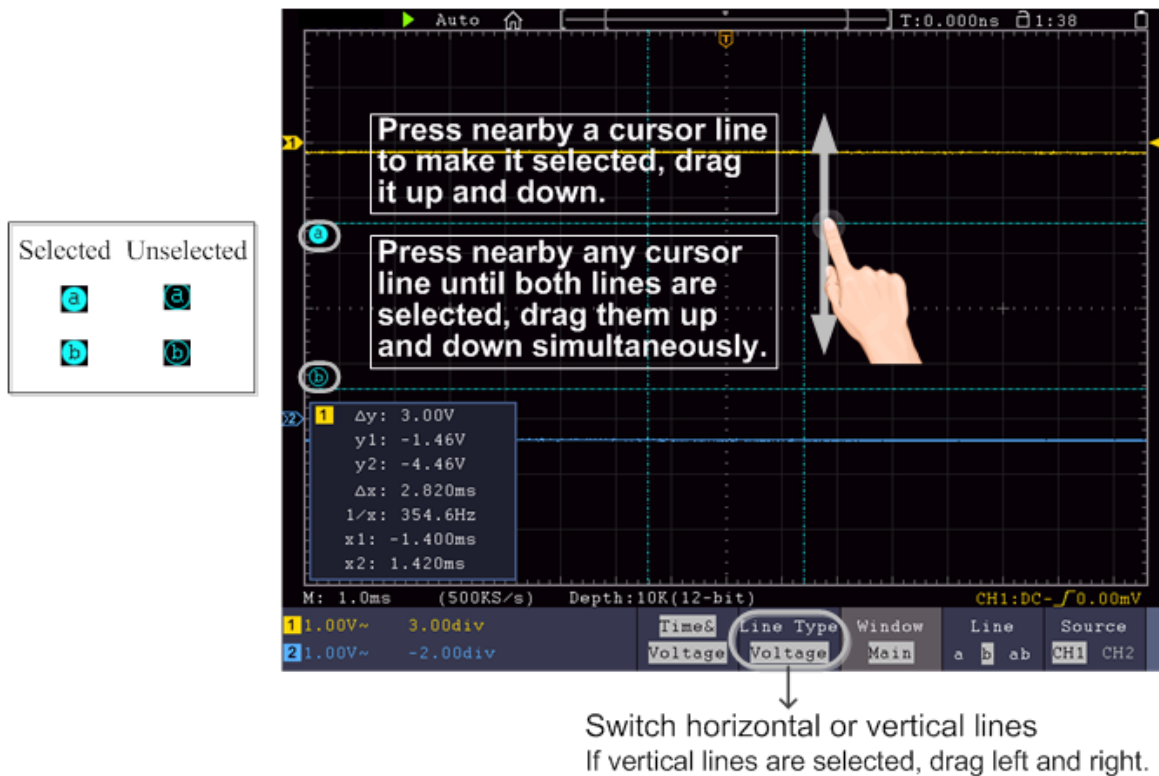 Auto T:0.000ns 1:38
T
1
Press nearby a cursor line
to make it selected, drag
it up and down.
Selected Unselected
a a
b b
a
Press nearby any cursor
line until both lines are
selected, drag them up
and down simultaneously.
b
2
1 Δy: 3.00V
y1: -1.46V
y2: -4.46V
Δx: 2.820ms
1/x: 354.6Hz
x1: -1.400ms
x2: 1.420ms
M: 1.0ms (500KS/s) Depth:10K(12-bit) CH1:DC- 0.00mV
1 1.00V~ 3.00div
2 1.00V~ -2.00div
Time&
Voltage
Line Type
Voltage
Window
Main
Line
a b ab
Source
CH1 CH2
Switch horizontal or vertical lines
If vertical lines are selected, drag left and right.